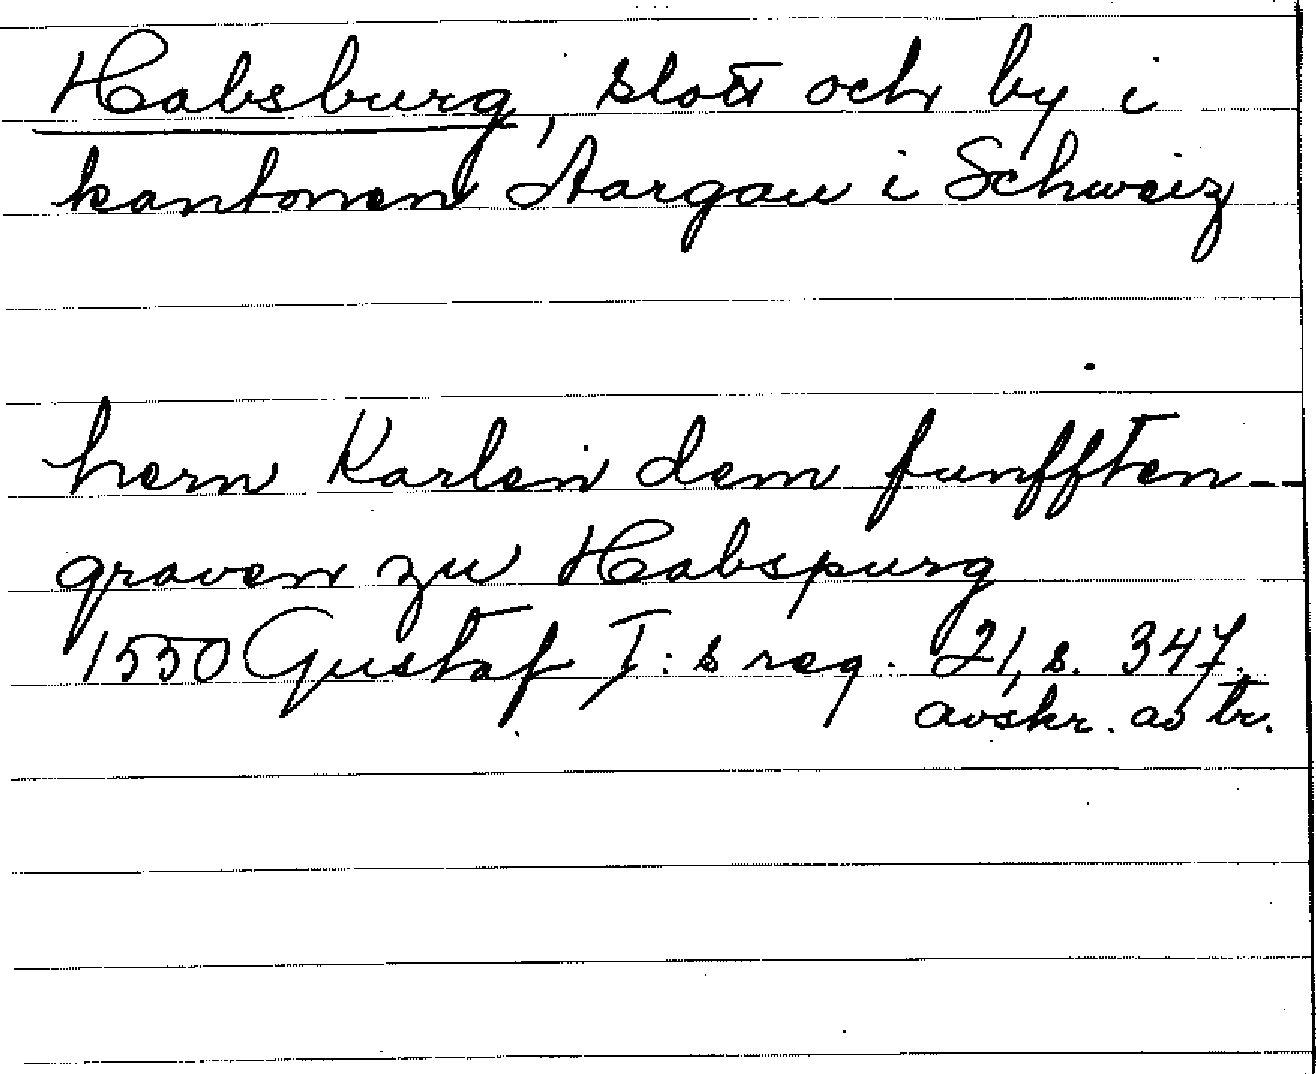 Habsburg, slott och by i
kantonen Aargau i Schweiz
hern Karlen dem funfften --
graven zu Habspurg
1550 Gustaf I:s reg. 21, s. 347.
avskr. av tr.